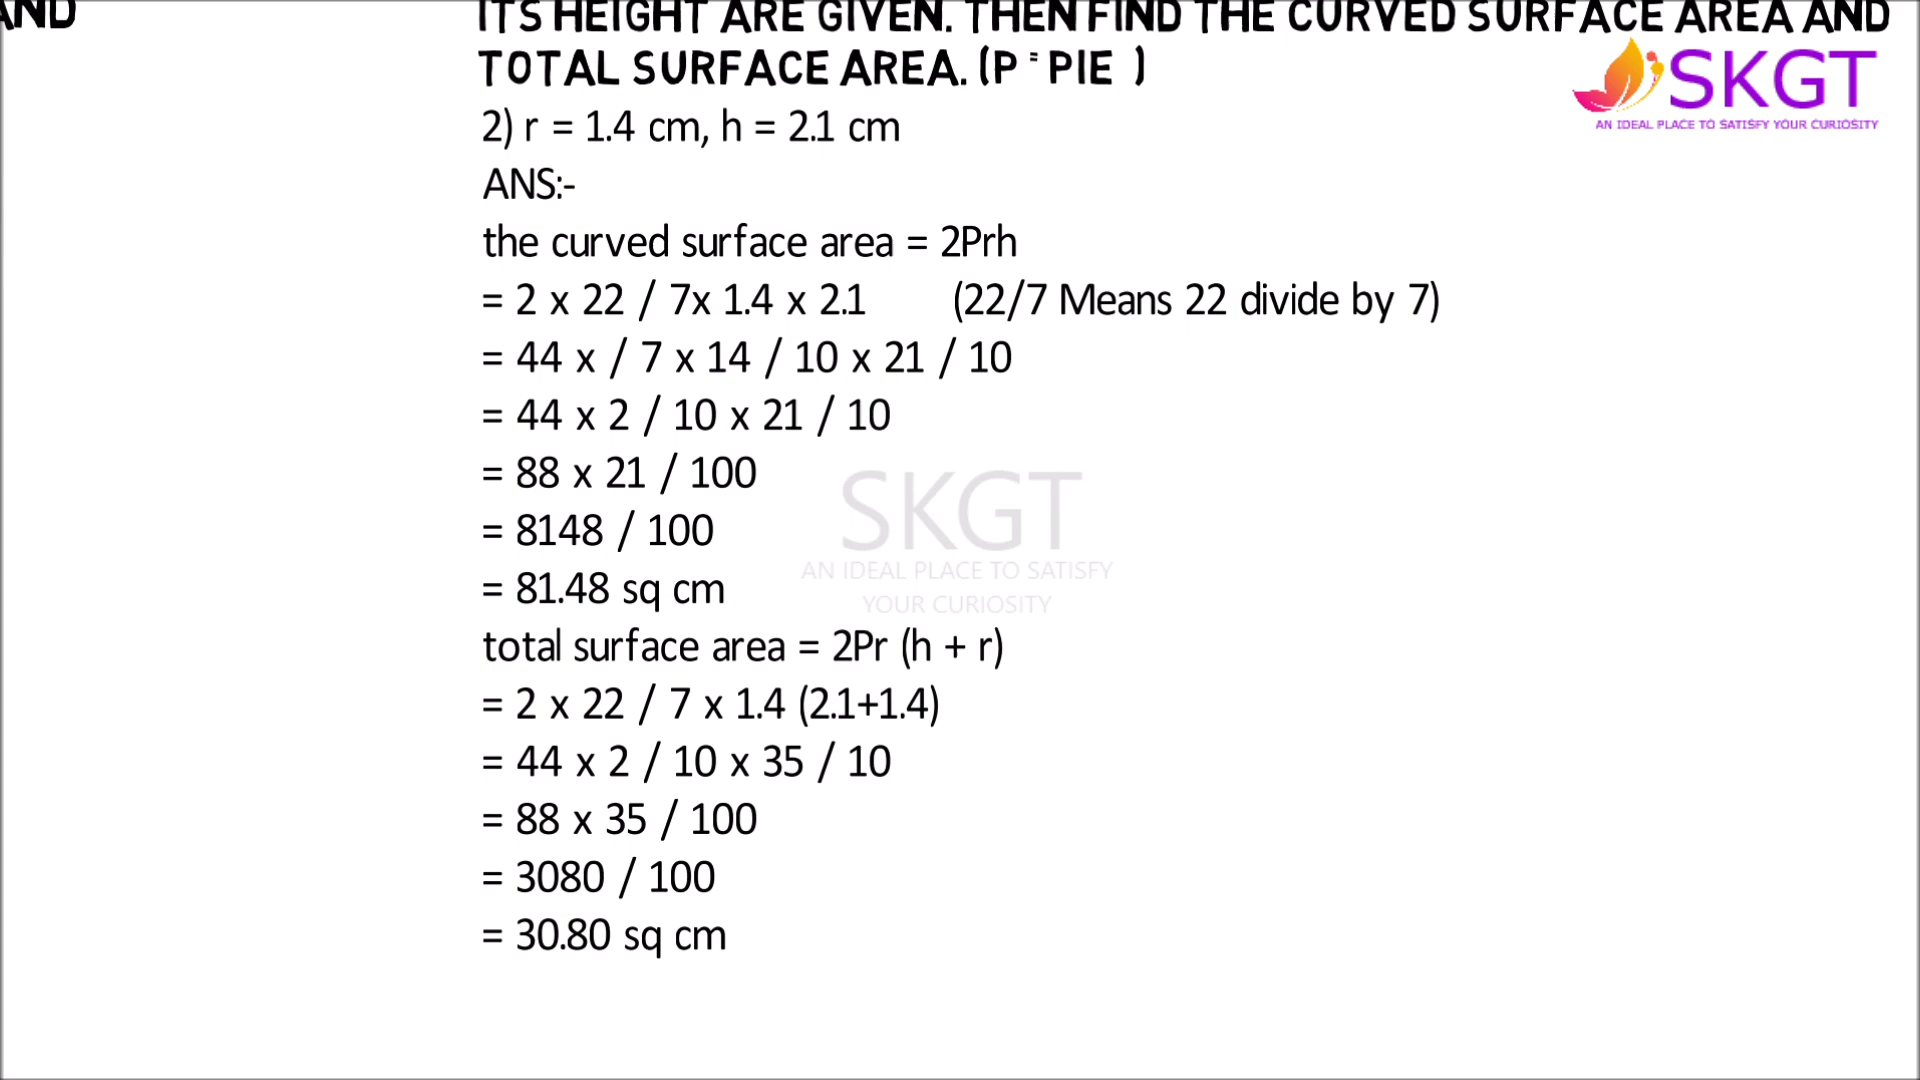 AND
ITS HEIGHT ARE GIVEN. THEN FIND THE CURVED SURFACE AREA AND
TOTAL SURFACE AREA. (P = PIE )
SKGT
AN IDEAL PLACE TO SATISFY YOUR CURIOSITY
2) r = 1.4 cm, h = 2.1 cm
ANS:-
the curved surface area = 2Prh
= 2 x 22 / 7x 1.4 x 2.1 (22/7 Means 22 divide by 7)
= 44 x / 7 x 14 / 10 x 21 / 10
= 44 x 2 / 10 x 21 / 10
= 88 x 21 / 100
= 8148 / 100
= 81.48 sq cm
SKGT
AN IDEAL PLACE TO SATISFY
YOUR CURIOSITY
total surface area = 2Pr (h + r)
= 2 x 22 / 7 x 1.4 (2.1+1.4)
= 44 x 2 / 10 x 35 / 10
= 88 x 35 / 100
= 3080 / 100
= 30.80 sq cm